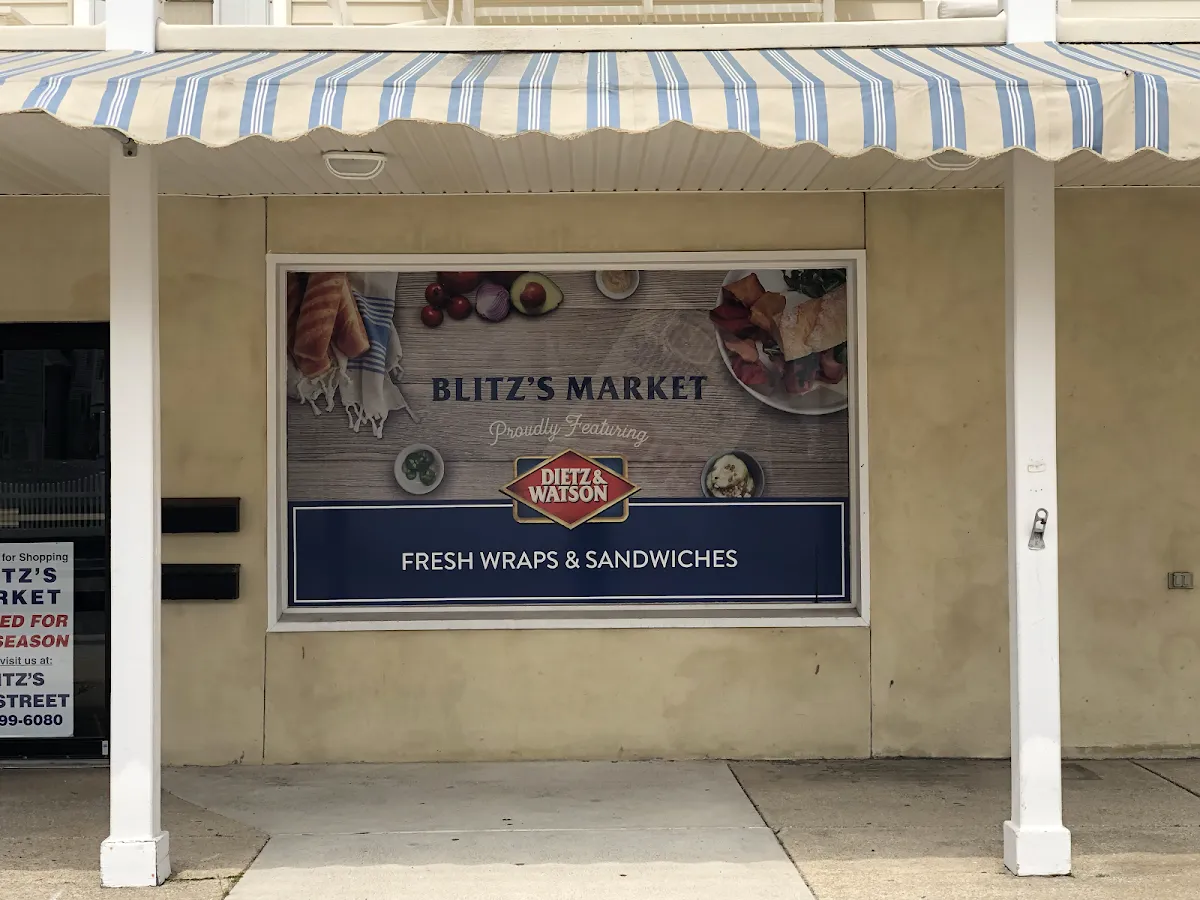 BLITZ'S MARKET
Proudly Featuring
DIETZ &
WATSON
FRESH WRAPS & SANDWICHES
for Shopping
TZ'S
RKET
ED FOR
SEASON
visit us at:
TZ'S
STREET
99-6080